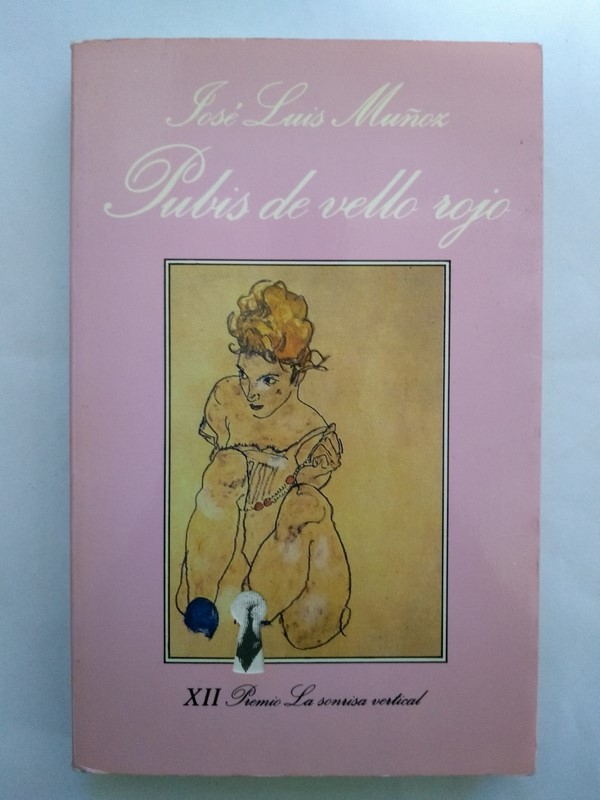 José Luis Muñoz
Pubis de vello rojo
XII Premio La sonrisa vertical